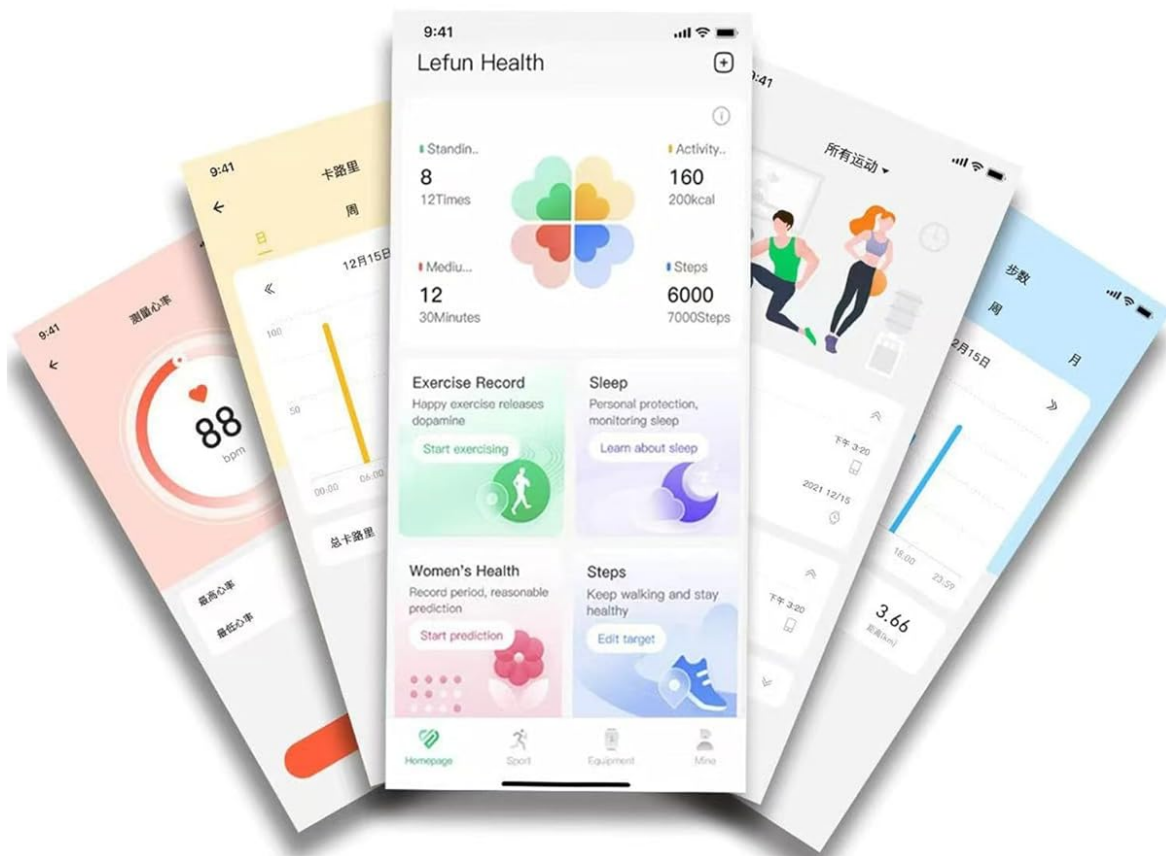 9:41
测量心率
88
bpm
最高心率
最低心率
9:41
卡路里
日
周
12月15日
100
50
00:00
06:00
总卡路里
9:41
Lefun Health
Standin..
8
12Times
Activity..
160
200kcal
Mediu...
12
30Minutes
Steps
6000
7000Steps
Exercise Record
Happy exercise releases
dopamine
Start exercising
Sleep
Personal protection,
monitoring sleep
Learn about sleep
Women's Health
Record period, reasonable
prediction
Start prediction
Steps
Keep walking and stay
healthy
Edit target
Homepage
Sport
Equipment
Mine
:41
所有运动
下午 3:20
2021 12/15
下午 3:20
步数
周
月
2月15日
18:00
23:59
3.66
距离(km)